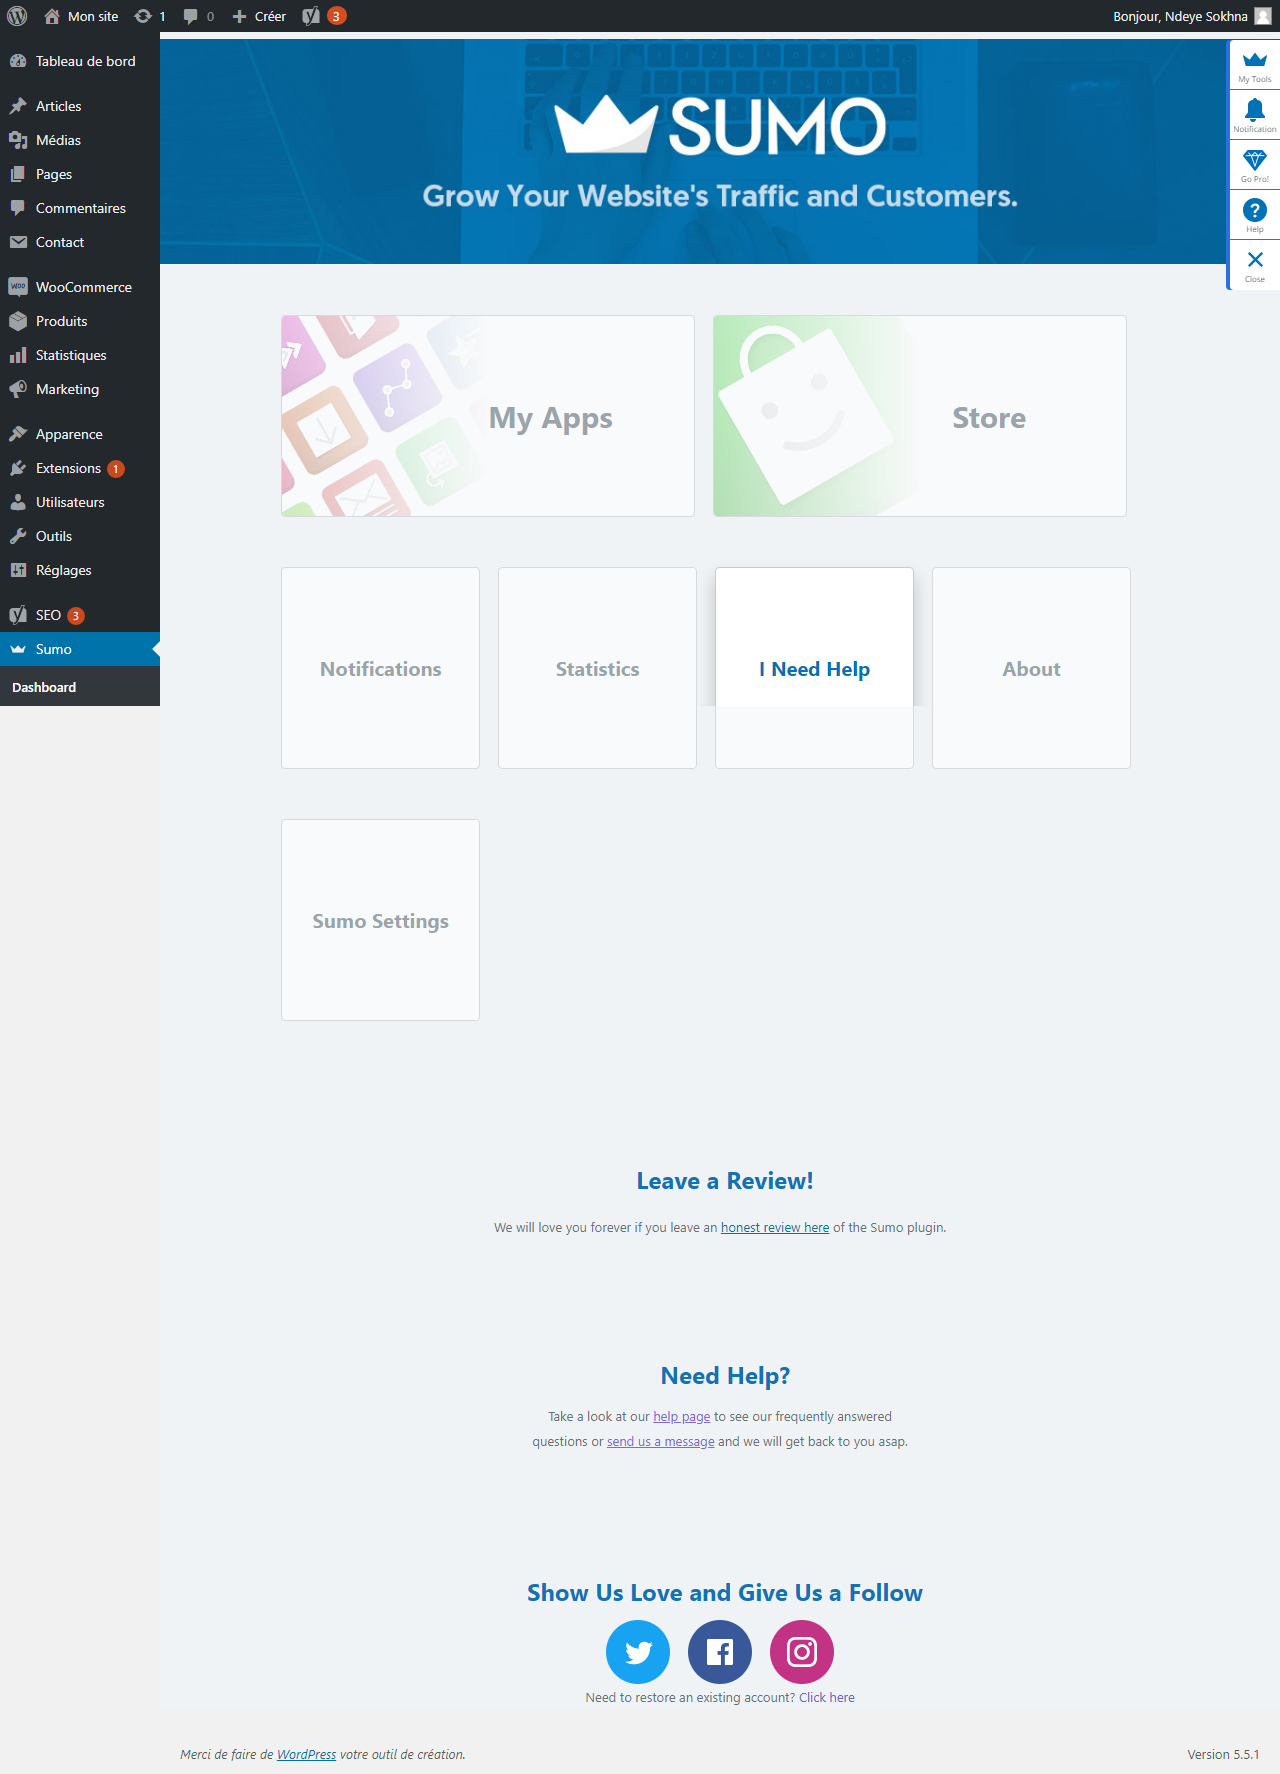 Mon site 1 0 Créer 3 Bonjour, Ndeye Sokhna
Tableau de bord
Articles
Médias
Pages
Commentaires
Contact
WooCommerce
Produits
Statistiques
Marketing
Apparence
Extensions 1
Utilisateurs
Outils
Réglages
SEO 3
Sumo
Dashboard
SUMO
Grow Your Website's Traffic and Customers.
My Tools
Notification
Go Pro!
Help
Close
My Apps
Store
Notifications
Statistics
I Need Help
About
Sumo Settings
Leave a Review!
We will love you forever if you leave an honest review here of the Sumo plugin.
Need Help?
Take a look at our help page to see our frequently answered
questions or send us a message and we will get back to you asap.
Show Us Love and Give Us a Follow
Need to restore an existing account? Click here
Merci de faire de WordPress votre outil de création.
Version 5.5.1